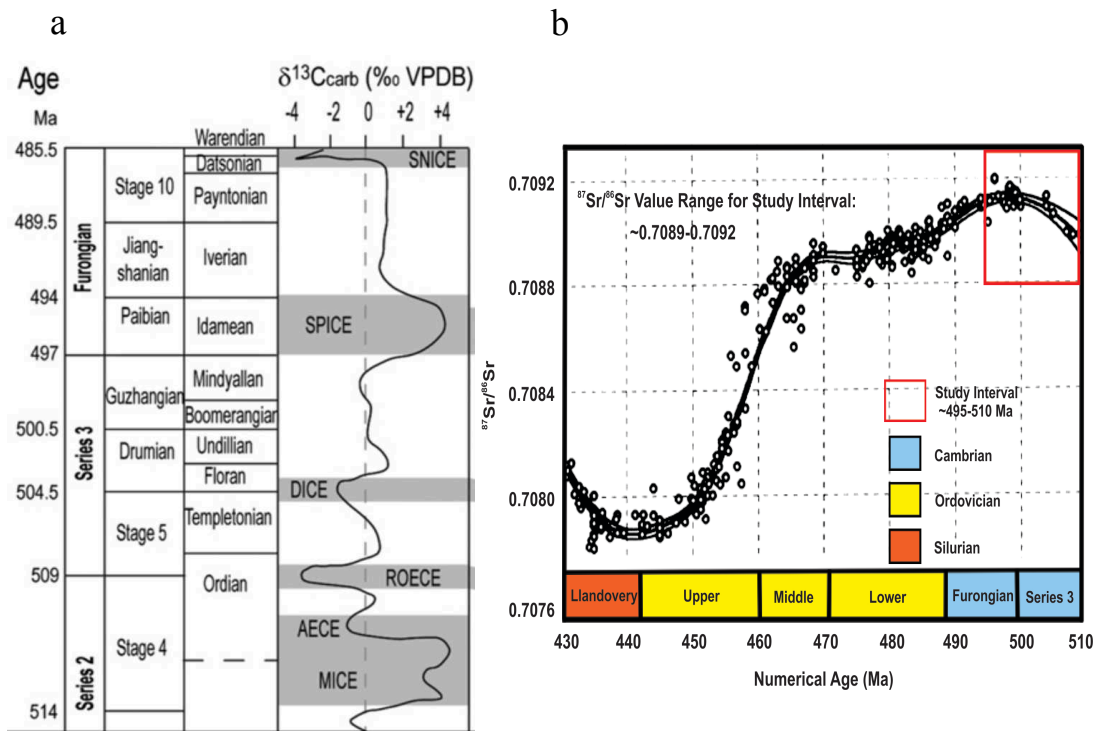 a
b
Age
Ma
δ13Ccarb (‰ VPDB)
-4 -2 0 +2 +4
485.5
489.5
494
497
500.5
504.5
509
514
Furongian
Series 3
Series 2
Stage 10
Jiang-
shanian
Paibian
Guzhangian
Drumian
Stage 5
Stage 4
Warendian
Datsonian
Payntonian
Iverian
Idamean
Mindyallan
Boomerangian
Undillian
Floran
Templetonian
Ordian
SNICE
SPICE
DICE
ROECE
AECE
MICE
87Sr/86Sr
0.7092
0.7088
0.7084
0.7080
0.7076
87Sr/86Sr Value Range for Study Interval:
~0.7089-0.7092
Study Interval
~495-510 Ma
Cambrian
Ordovician
Silurian
Llandovery Upper Middle Lower Furongian Series 3
430 440 450 460 470 480 490 500 510
Numerical Age (Ma)